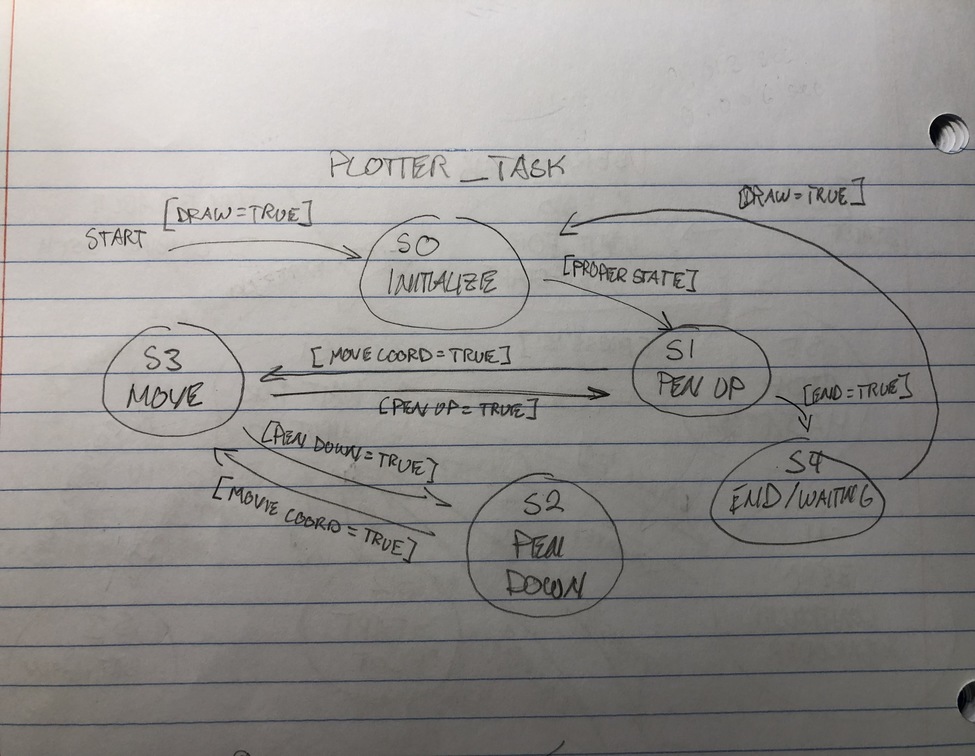 PLOTTER_TASK
[DRAW=TRUE]
[DRAW=TRUE]
START
S0
INITIALIZE
[PROPER STATE]
S3
MOVE
[MOVE COORD=TRUE]
[PEN UP=TRUE]
S1
PEN UP
[END=TRUE]
[PEN DOWN=TRUE]
[MOVE COORD=TRUE]
S2
PEN
DOWN
S4
END/WAITING